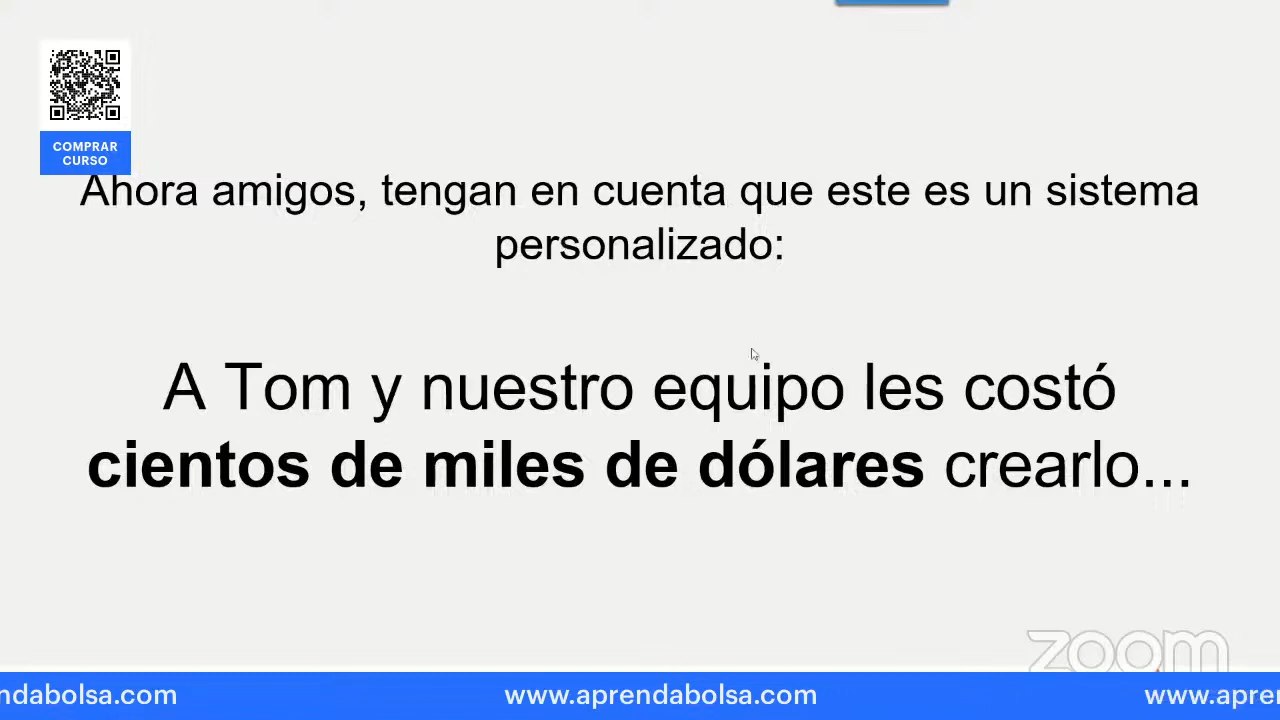 COMPRAR
CURSO
Ahora amigos, tengan en cuenta que este es un sistema
personalizado:
A Tom y nuestro equipo les costó
cientos de miles de dólares crearlo...
zoom
ndabolsa.com www.aprendabolsa.com www.apren